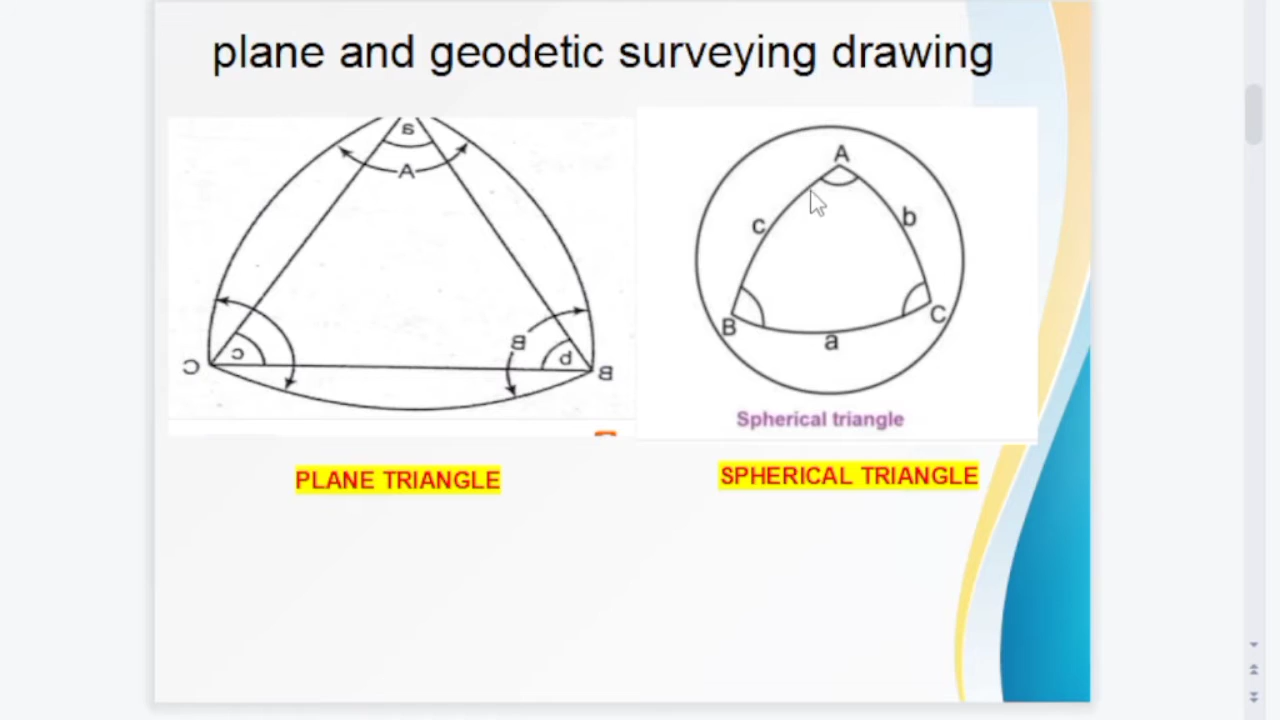 plane and geodetic surveying drawing
a
A
C
c
B
b
B
A
c
b
B
C
a
Spherical triangle
PLANE TRIANGLE
SPHERICAL TRIANGLE